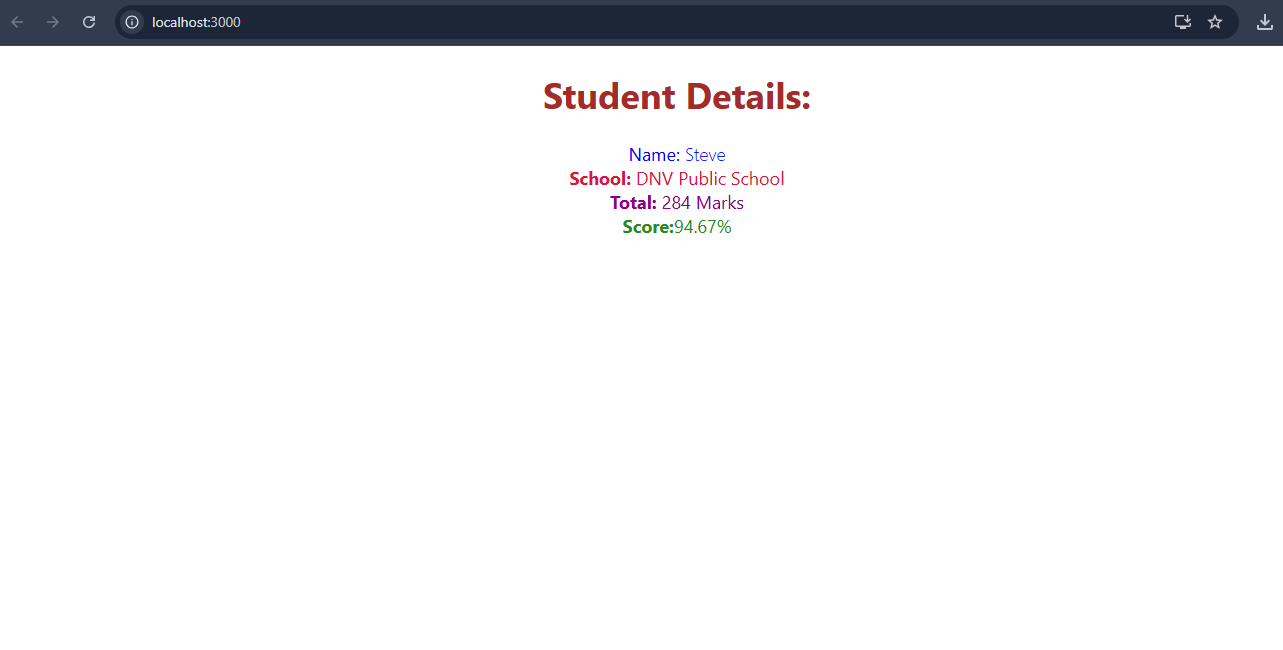 localhost:3000
Student Details:
Name: Steve
School: DNV Public School
Total: 284 Marks
Score:94.67%